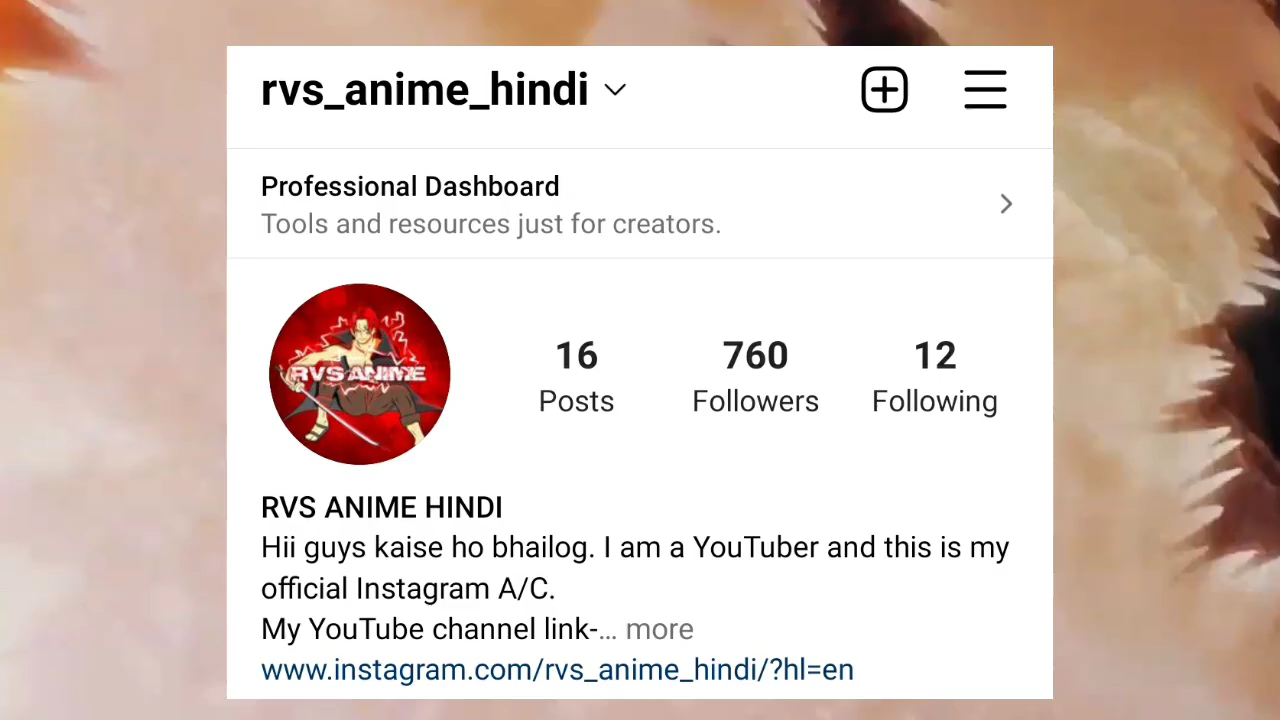 rvs_anime_hindi
Professional Dashboard
Tools and resources just for creators.
RVS ANIME
16 760 12
Posts Followers Following
RVS ANIME HINDI
Hii guys kaise ho bhailog. I am a YouTuber and this is my
official Instagram A/C.
My YouTube channel link-... more
www.instagram.com/rvs_anime_hindi/?hl=en